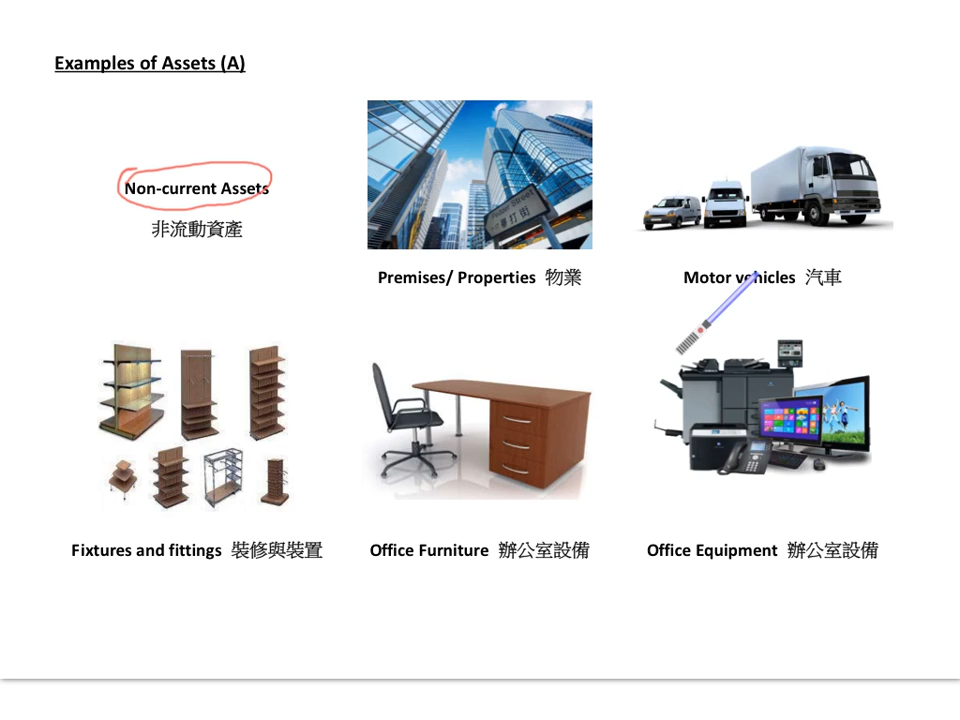 Examples of Assets (A)
Non-current Assets
非流動資產
Premises/ Properties 物業
Motor vehicles 汽車
Fixtures and fittings 裝修與裝置
Office Furniture 辦公室設備
Office Equipment 辦公室設備